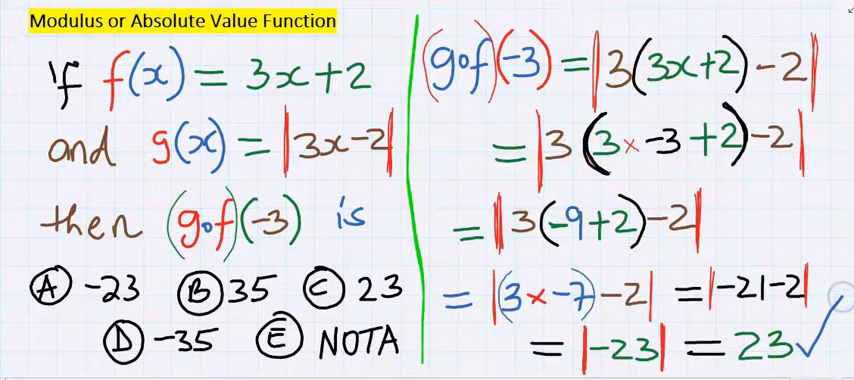 Modulus or Absolute Value Function
If f(x) = 3x+2
and g(x) = |3x-2|
then (gof)(-3) is
Ⓐ -23 Ⓑ 35 Ⓒ 23
Ⓓ -35 Ⓔ NOTA
(gof)(-3) = |3(3x+2)-2|
= |3(3×-3+2)-2|
= |3(-9+2)-2|
= |(3×-7)-2| = |-21-2|
= |-23| = 23✓